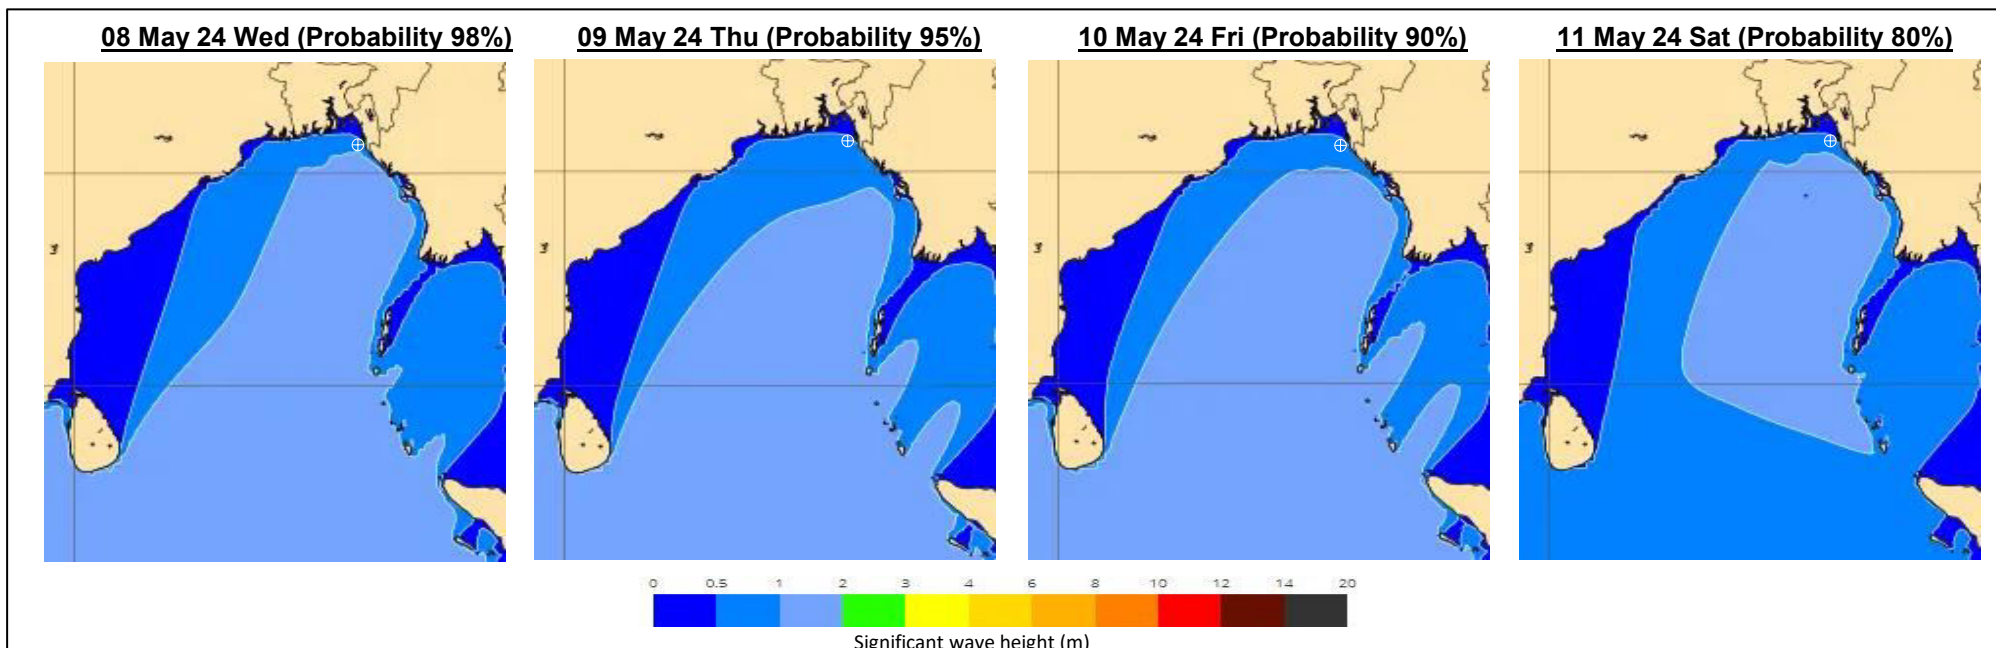 08 May 24 Wed (Probability 98%)
09 May 24 Thu (Probability 95%)
10 May 24 Fri (Probability 90%)
11 May 24 Sat (Probability 80%)
0 0.5 1 2 3 4 6 8 10 12 14 20
Significant wave height (m)